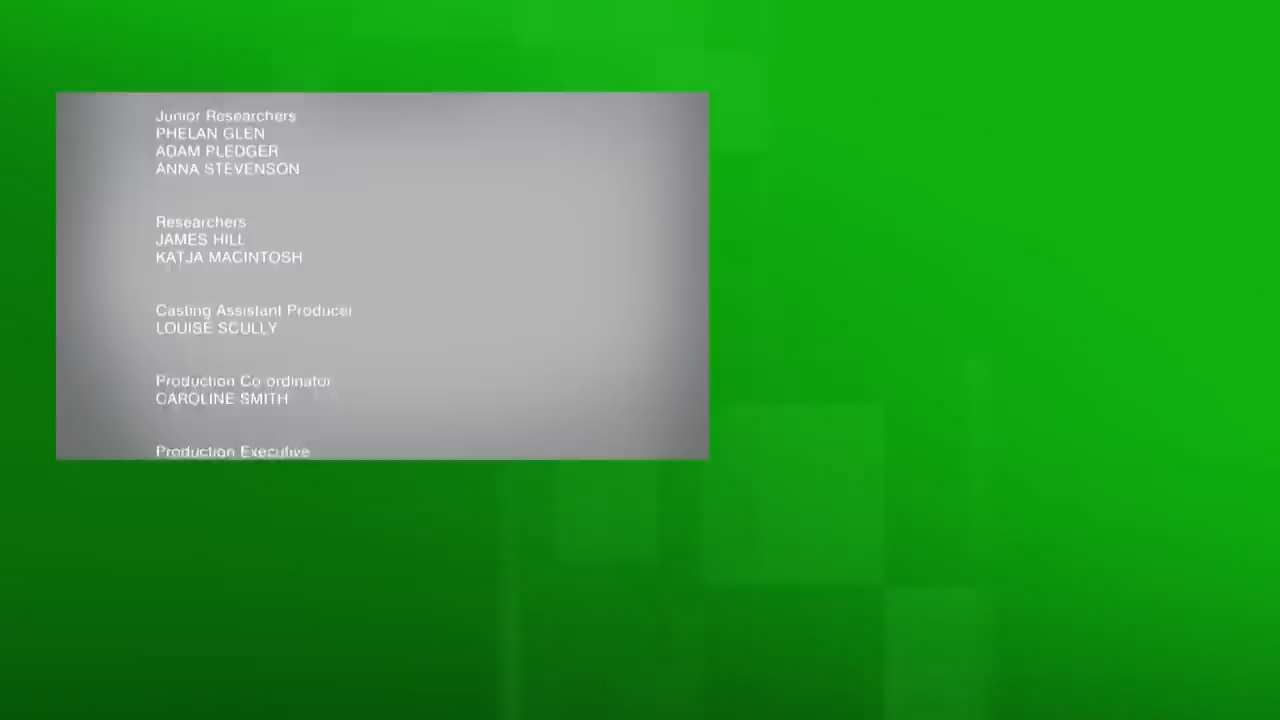 Junior Researchers
PHELAN GLEN
ADAM PLEDGER
ANNA STEVENSON
Researchers
JAMES HILL
KATJA MACINTOSH
Casting Assistant Producer
LOUISE SCULLY
Production Co ordinator
CAROLINE SMITH
Production Executive